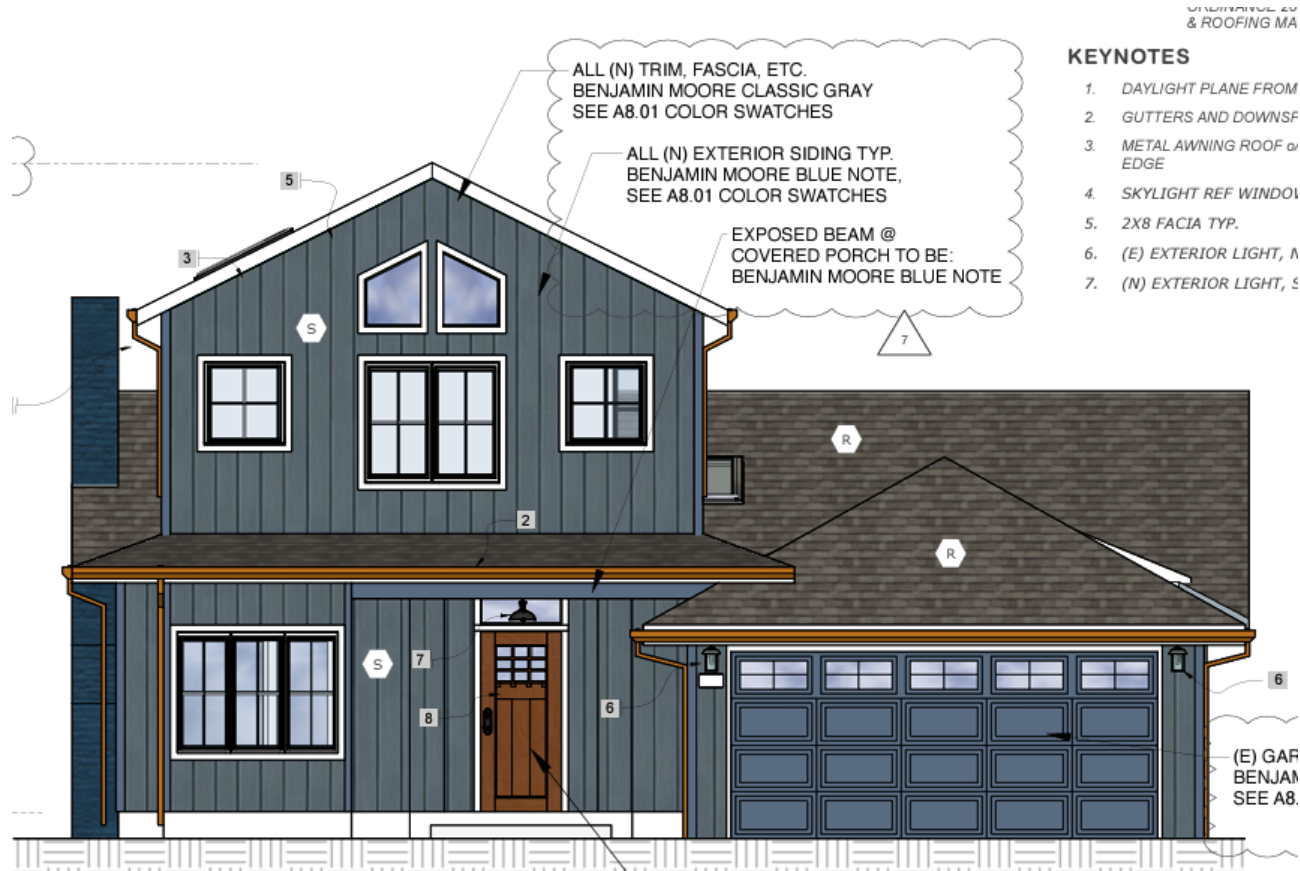 & ROOFING
KEYNOTES
1. DAYLIGHT PLANE FROM
2. GUTTERS AND
3. METAL AWNING ROOF
EDGE
4. SKYLIGHT REF
5. 2X8 FACIA TYP.
6. (E) EXTERIOR LIGHT,
7. (N) EXTERIOR LIGHT,
ALL (N) TRIM, FASCIA, ETC.
BENJAMIN MOORE CLASSIC GRAY
SEE A8.01 COLOR SWATCHES
ALL (N) EXTERIOR SIDING TYP.
BENJAMIN MOORE BLUE NOTE,
SEE A8.01 COLOR SWATCHES
EXPOSED BEAM @
COVERED PORCH TO BE:
BENJAMIN MOORE BLUE NOTE
7
5
3
S
R
2
R
S
7
8
6
6
(E) GAR
BENJAM
SEE A8.